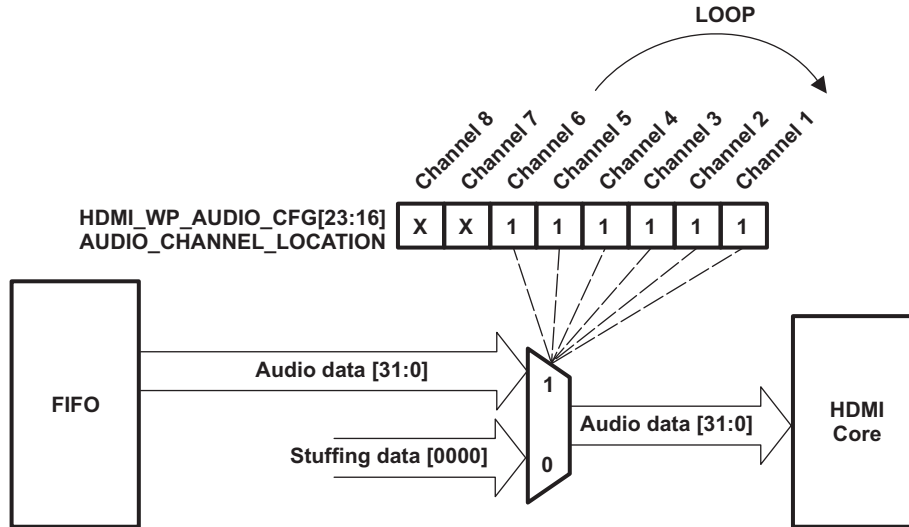 LOOP
Channel 8
Channel 7
Channel 6
Channel 5
Channel 4
Channel 3
Channel 2
Channel 1
HDMI_WP_AUDIO_CFG[23:16]
AUDIO_CHANNEL_LOCATION
X X 1 1 1 1 1 1
FIFO
Audio data [31:0]
1
Stuffing data [0000]
0
Audio data [31:0]
HDMI
Core